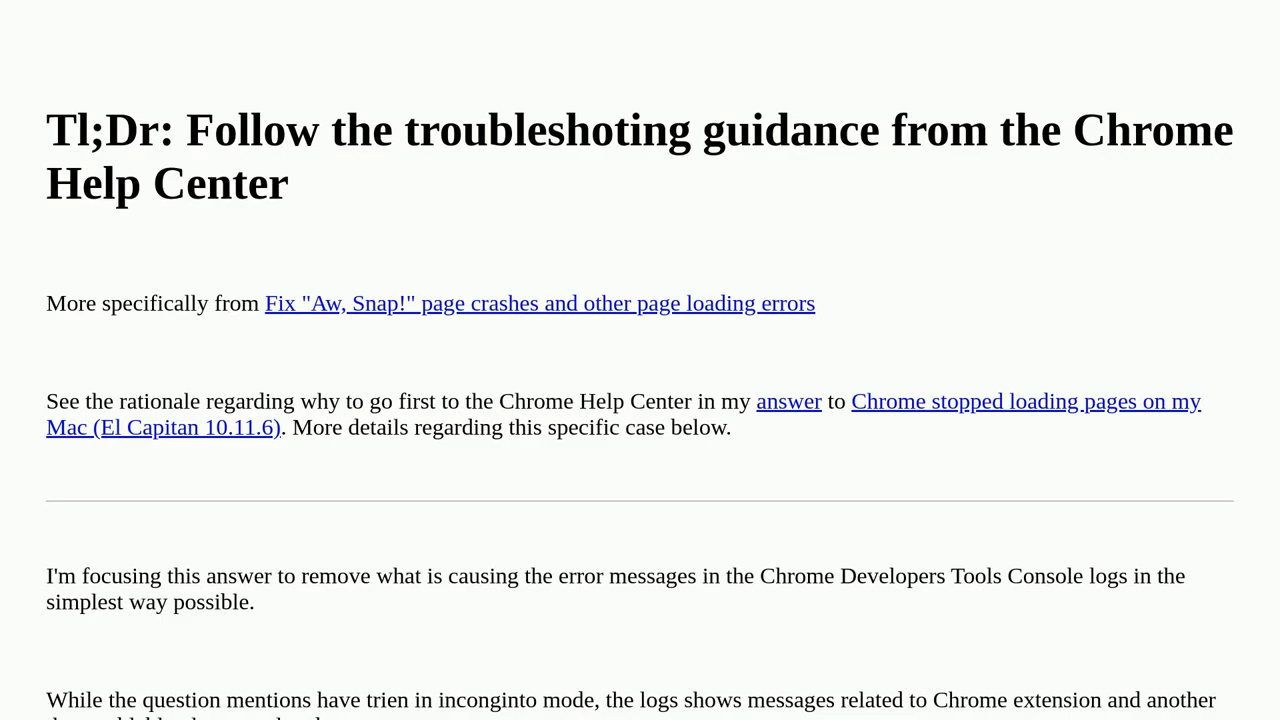 Tl;Dr: Follow the troubleshoting guidance from the Chrome
Help Center
More specifically from Fix "Aw, Snap!" page crashes and other page loading errors
See the rationale regarding why to go first to the Chrome Help Center in my answer to Chrome stopped loading pages on my
Mac (El Capitan 10.11.6). More details regarding this specific case below.
I'm focusing this answer to remove what is causing the error messages in the Chrome Developers Tools Console logs in the
simplest way possible.
While the question mentions have trien in inconginto mode, the logs shows messages related to Chrome extension and another